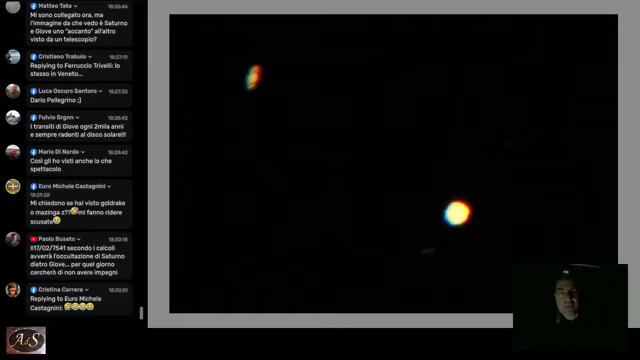 Matteo Tata 18:26:46
Mi sono collegato ora, ma
l'immagine da che vedo è Saturno
e Giove uno "accanto" all'altro
visto da un telescopio?
Cristiano Trabuio 18:27:19
Replying to Ferruccio Trivelli: lo
stesso in Veneto...
Luca Oscuro Santoro 18:27:52
Dario Pellegrino ;)
Fulvio Srgnn 18:28:42
I transiti di Giove ogni 2mila anni
e sempre radenti al disco solare!!!
Mario Di Nardo 18:28:42
Così gli ho visti anche io che
spettacolo
Euro Michele Castagnini
18:29:28
Mi chiedono se hai visto goldrake
o mazinga z??🤣mi fanno ridere
scusate😂
Paolo Busato 18:30:18
il17/02/7541 secondo i calcoli
avverrà l'occultazione di Saturno
dietro Giove... per quel giorno
cercherò di non avere impegni
Cristina Carrera 18:30:51
Replying to Euro Michele
Castagnini: 🤣😂😂😂
AdS